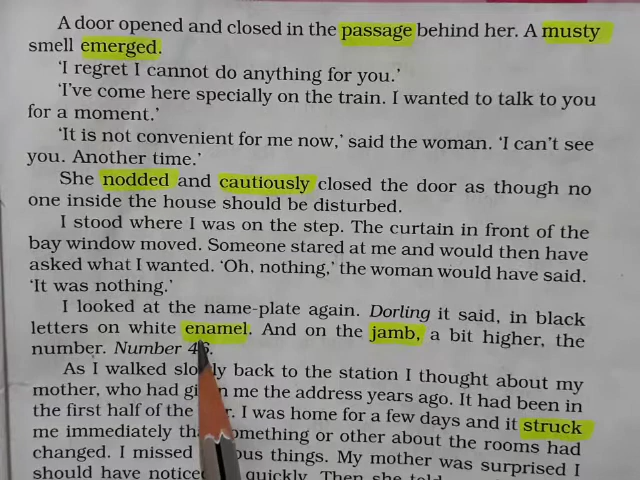 A door opened and closed in the passage behind her. A musty
smell emerged.
'I regret I cannot do anything for you.'
'I've come here specially on the train. I wanted to talk to you
for a moment.'
'It is not convenient for me now,' said the woman. 'I can't see
you. Another time.'
She nodded and cautiously closed the door as though no
one inside the house should be disturbed.
I stood where I was on the step. The curtain in front of the
bay window moved. Someone stared at me and would then have
asked what I wanted. 'Oh, nothing,' the woman would have said.
'It was nothing.'
I looked at the name-plate again. Dorling it said, in black
letters on white enamel. And on the jamb, a bit higher, the
number. Number 46.
As I walked slowly back to the station I thought about my
mother, who had given me the address years ago. It had been in
the first half of the I was home for a few days and it struck
me immediately that something or other about the rooms had
changed. I missed things. My mother was surprised I
should have noticed quickly. Then she told